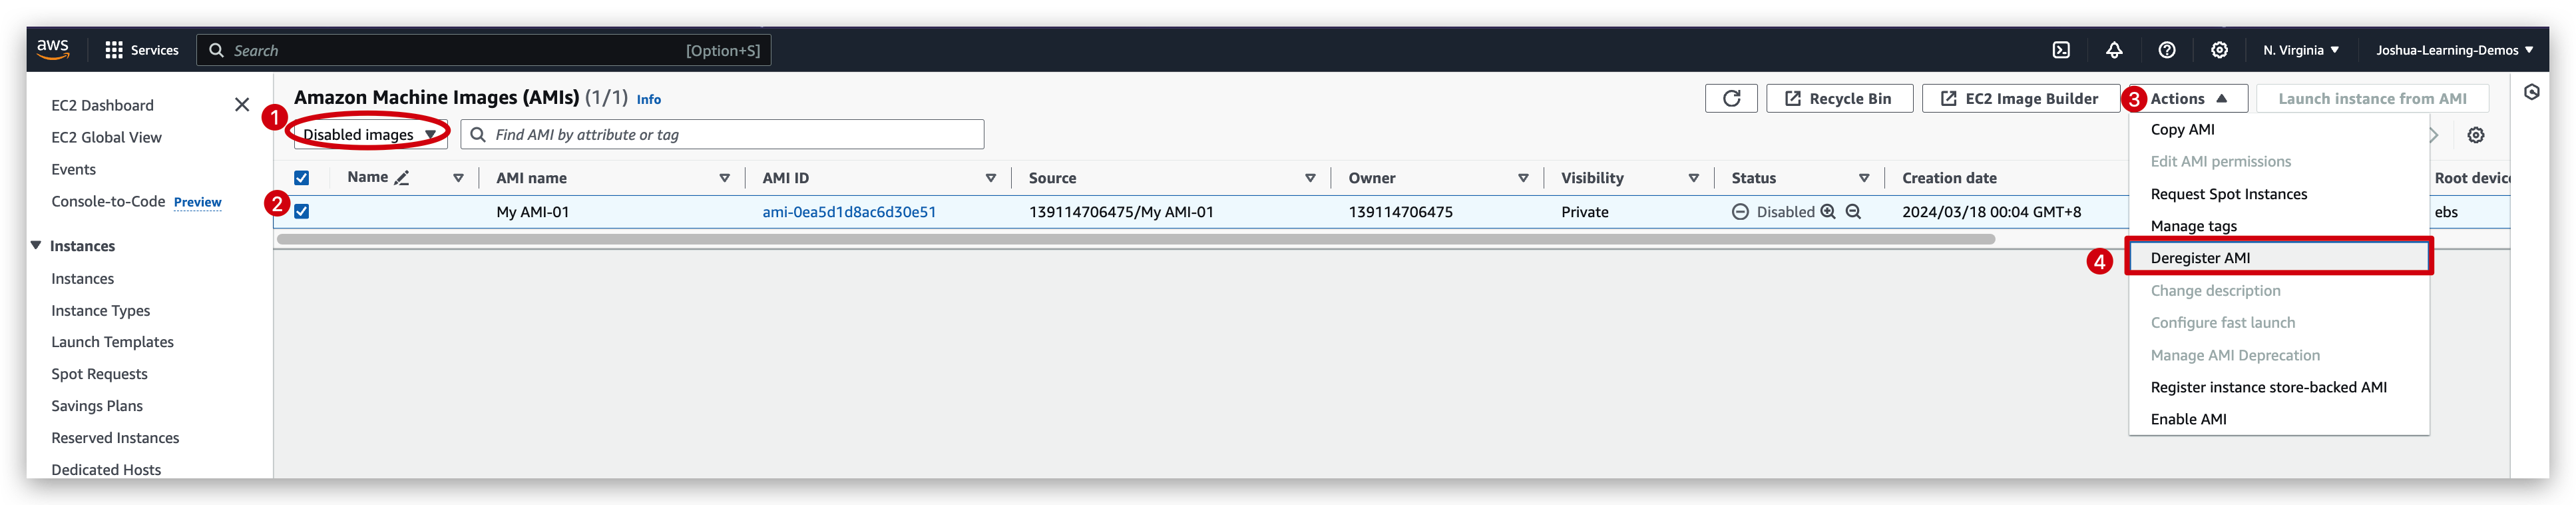 aws Services Search [Option+S] N. Virginia Joshua-Learning-Demos
EC2 Dashboard
EC2 Global View
Events
Console-to-Code Preview
Instances
Instances
Instance Types
Launch Templates
Spot Requests
Savings Plans
Reserved Instances
Dedicated Hosts
Amazon Machine Images (AMIs) (1/1) Info
Recycle Bin EC2 Image Builder 3 Actions Launch instance from AMI
1 Disabled images Find AMI by attribute or tag
Name AMI name AMI ID Source Owner Visibility Status Creation date Root devic
2 My AMI-01 ami-0ea5d1d8ac6d30e51 139114706475/My AMI-01 139114706475 Private Disabled 2024/03/18 00:04 GMT+8 ebs
Copy AMI
Edit AMI permissions
Request Spot Instances
Manage tags
4 Deregister AMI
Change description
Configure fast launch
Manage AMI Deprecation
Register instance store-backed AMI
Enable AMI